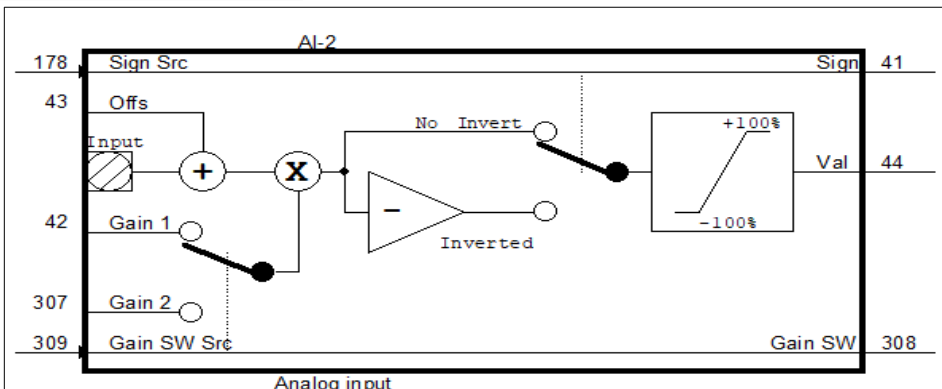 AI-2
178 Sign Src Sign 41
43 Offs
No Invert +100%
Input
+ X Val 44
42 Gain 1 − -100%
Inverted
307 Gain 2
309 Gain SW Src Gain SW 308
Analog input